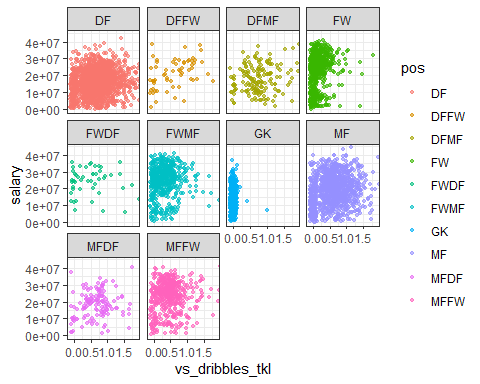 DF DFFW DFMF FW
4e+07
3e+07
2e+07
1e+07
0e+00
FWDF FWMF GK MF
4e+07
3e+07
2e+07
1e+07
0e+00
0.00.51.01.5 0.00.51.01.5
MFDF MFFW
4e+07
3e+07
2e+07
1e+07
0e+00
0.00.51.01.5 0.00.51.01.5
salary
vs_dribbles_tkl
pos
DF
DFFW
DFMF
FW
FWDF
FWMF
GK
MF
MFDF
MFFW